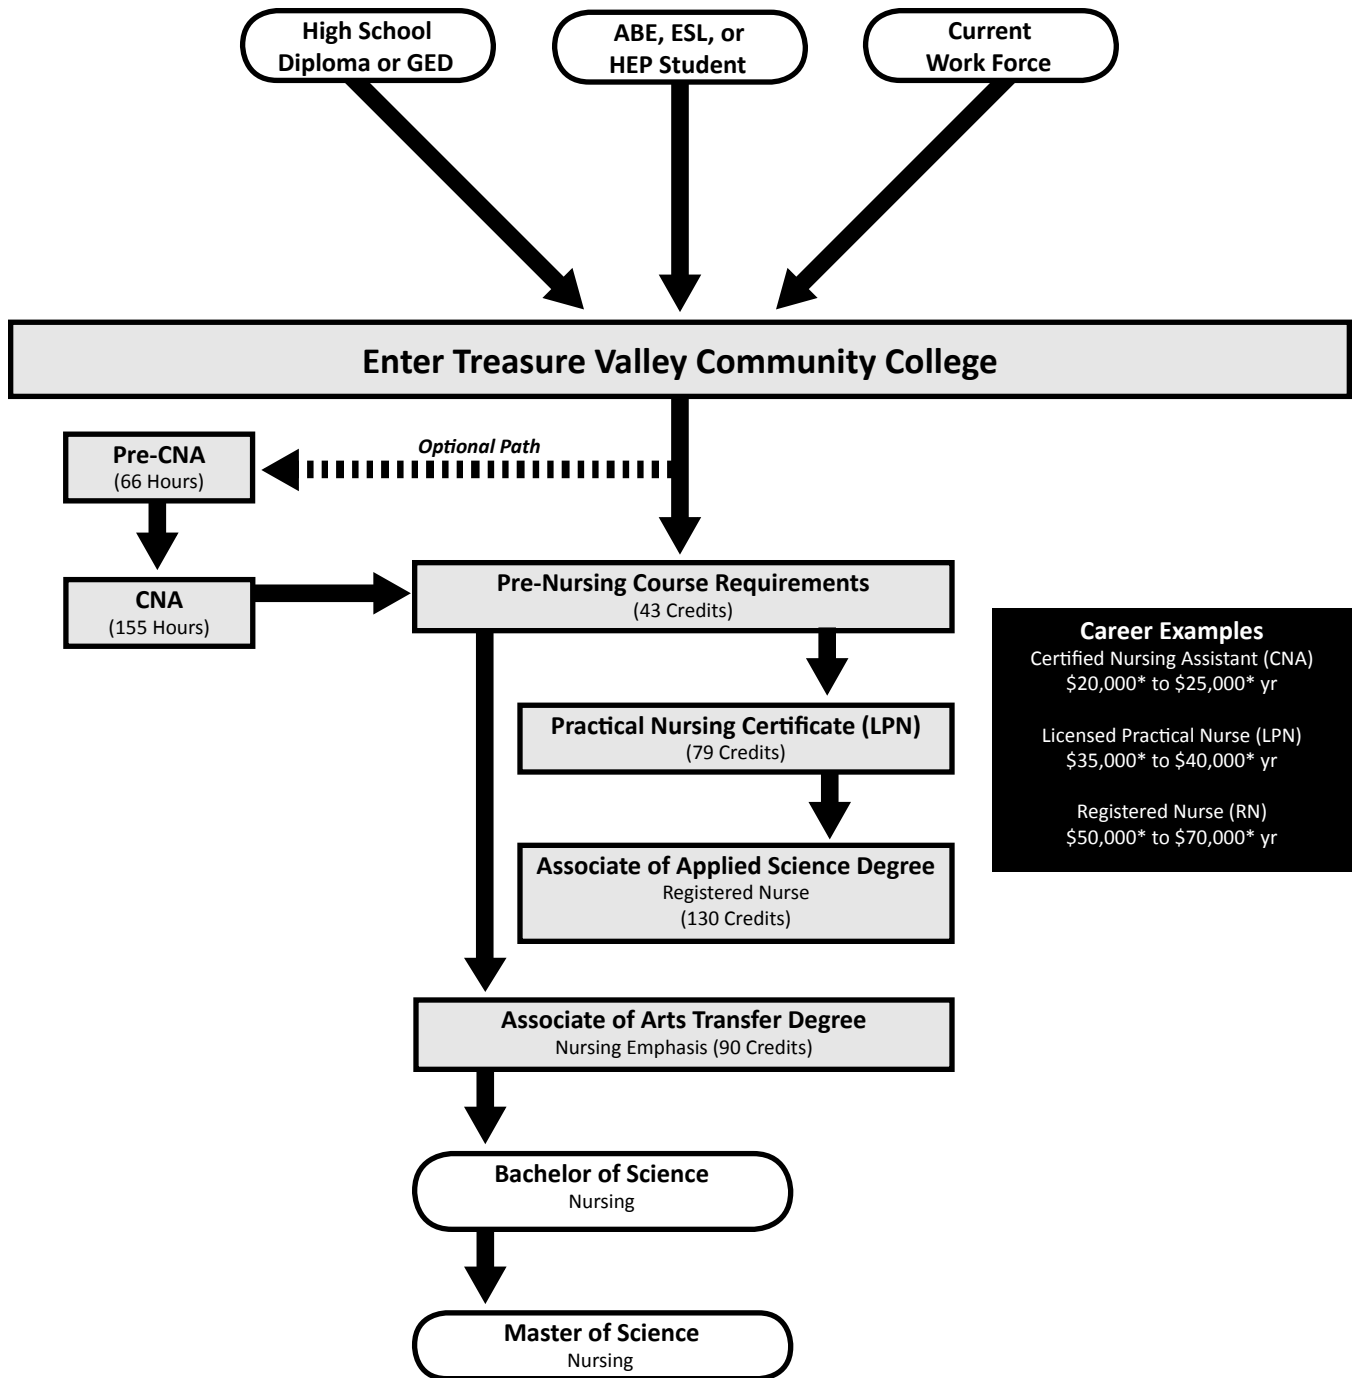 High School
Diploma or GED
ABE, ESL, or
HEP Student
Current
Work Force
Enter Treasure Valley Community College
Optional Path
Pre-CNA
(66 Hours)
CNA
(155 Hours)
Pre-Nursing Course Requirements
(43 Credits)
Career Examples
Certified Nursing Assistant (CNA)
$20,000* to $25,000* yr
Licensed Practical Nurse (LPN)
$35,000* to $40,000* yr
Registered Nurse (RN)
$50,000* to $70,000* yr
Practical Nursing Certificate (LPN)
(79 Credits)
Associate of Applied Science Degree
Registered Nurse
(130 Credits)
Associate of Arts Transfer Degree
Nursing Emphasis (90 Credits)
Bachelor of Science
Nursing
Master of Science
Nursing